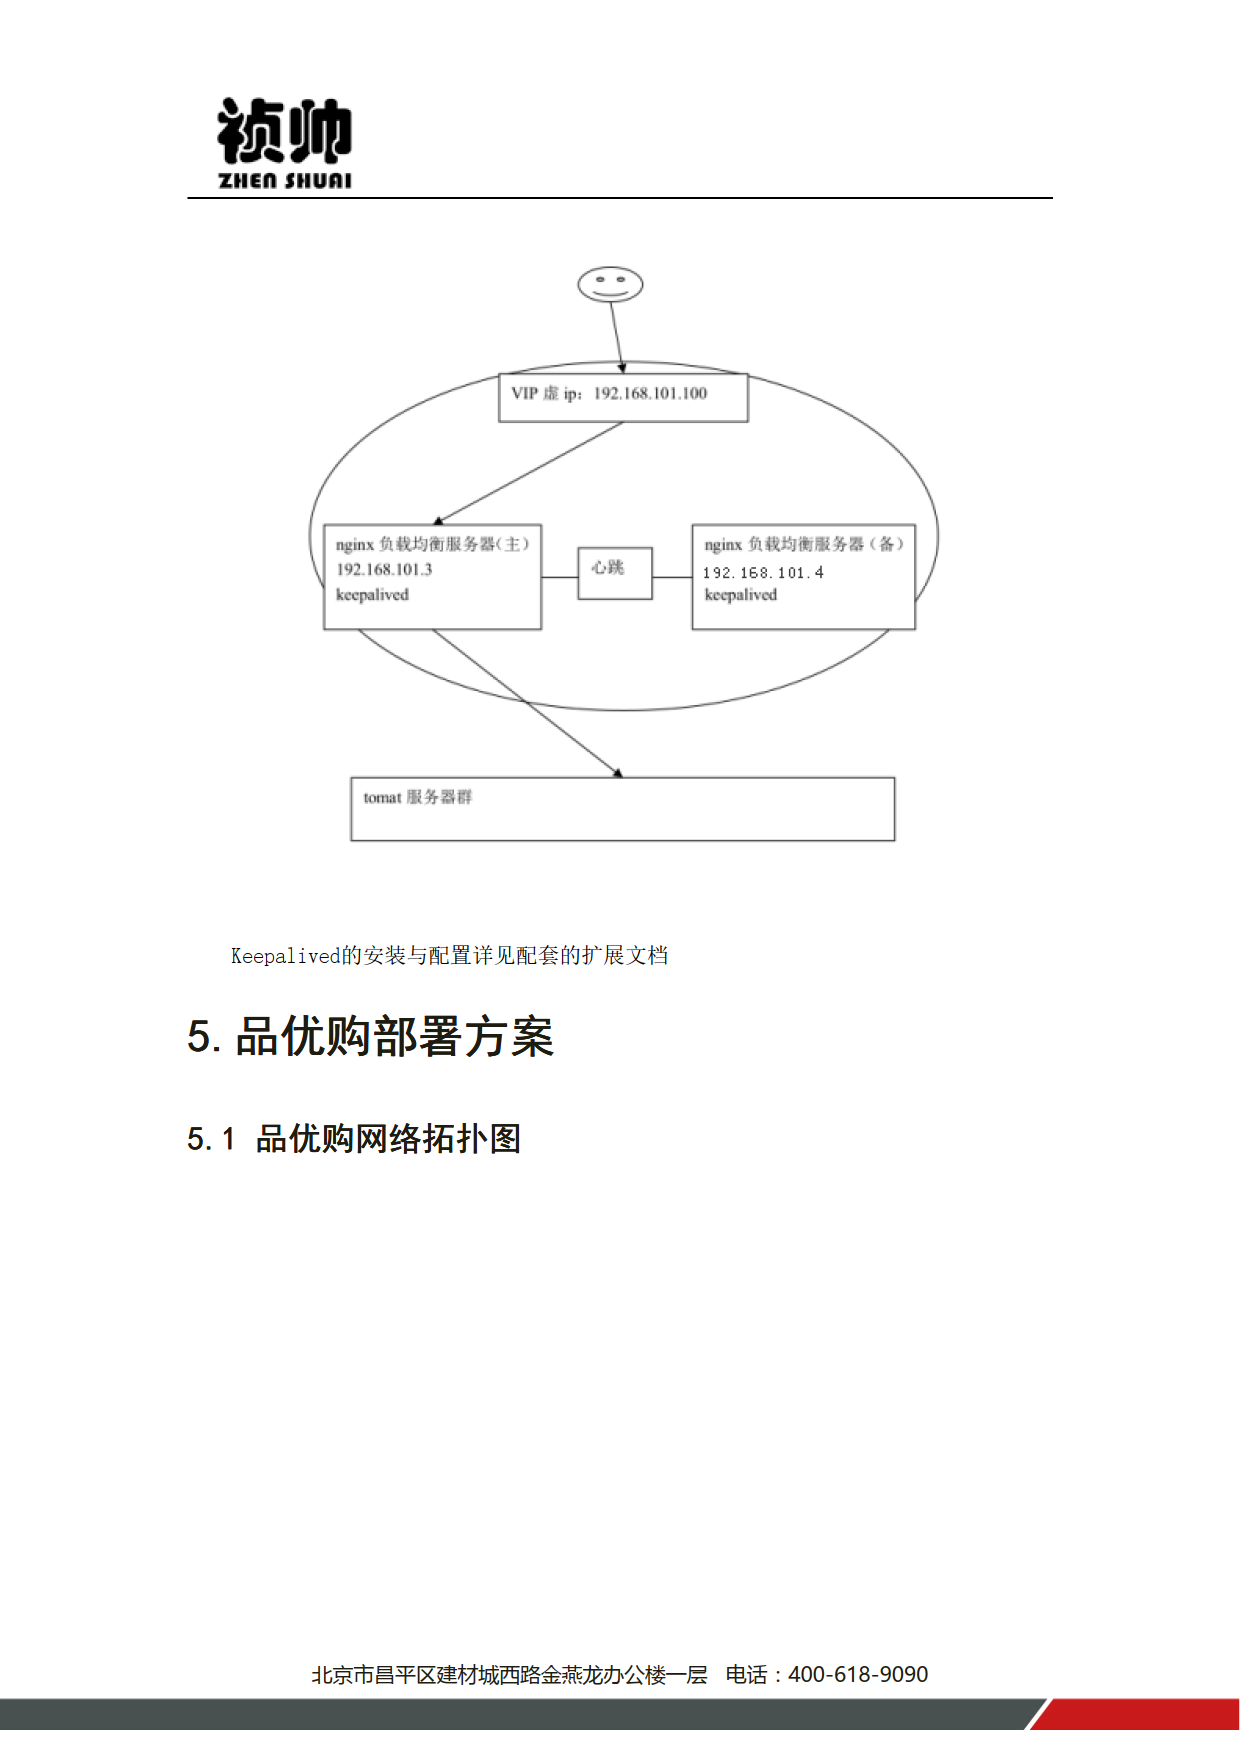 祯帅
ZHEN SHUAI
VIP 虚 ip：192.168.101.100
nginx 负载均衡服务器（主）
192.168.101.3
keepalived
心跳
nginx 负载均衡服务器（备）
192.168.101.4
keepalived
tomat 服务器群
Keepalived的安装与配置详见配套的扩展文档
5.品优购部署方案
5.1 品优购网络拓扑图
北京市昌平区建材城西路金燕龙办公楼一层 电话：400-618-9090